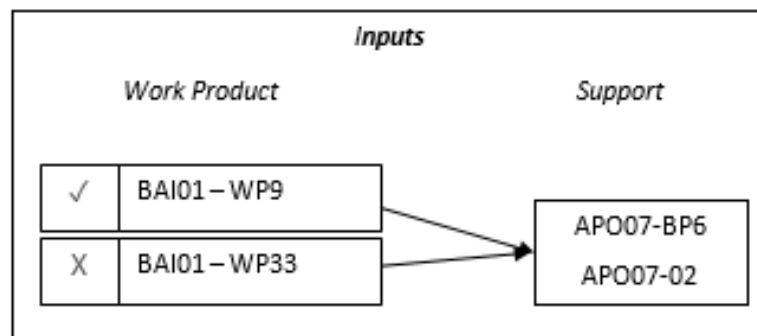 Inputs
Work Product Support
✓ BAI01 – WP9
X BAI01 – WP33
APO07-BP6
APO07-02